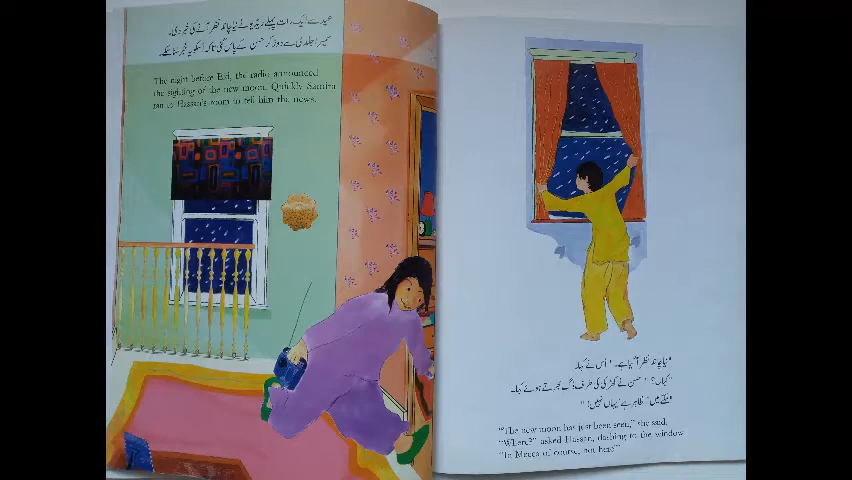 عید سے ایک رات پہلے ریڈیو نے نیا چاند نظر آنے کی خبر دی۔
سمیرا جلدی سے دوڑ کر حسن کے پاس گئی تاکہ اُسکو یہ خبر سُنا سکے۔
The night before Eid, the radio announced
the sighting of the new moon. Quickly Samira
ran to Hassan's room to tell him the news.
"نیا چاند نظر آ گیا ہے۔" اُس نے کہا۔
"کہاں؟" حسن نے کھڑکی کی طرف بھاگتے ہوئے کہا۔
"مکے میں ظاہر ہے یہاں نہیں!"
"The new moon has just been seen," she said.
"Where?" asked Hassan, dashing to the window.
"In Mecca of course, not here!"